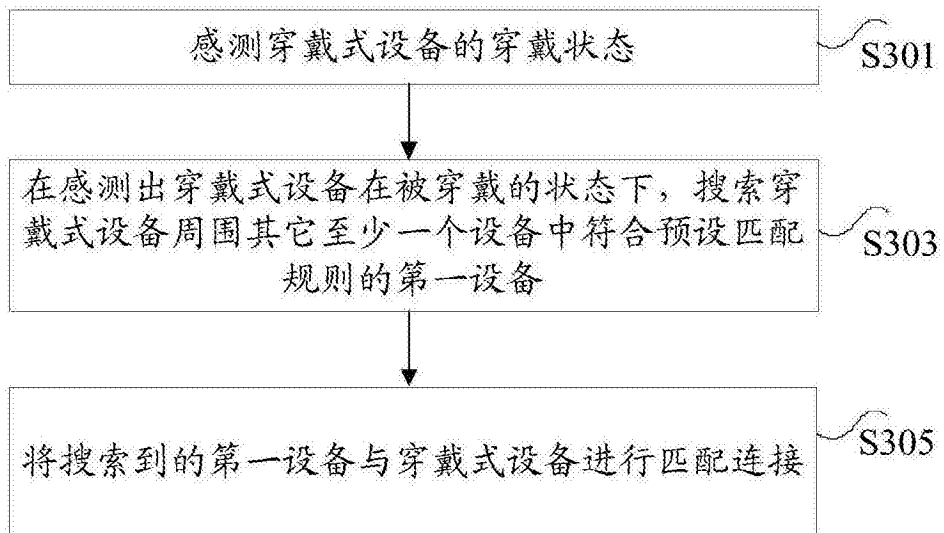 感测穿戴式设备的穿戴状态
S301
在感测出穿戴式设备在被穿戴的状态下，搜索穿
戴式设备周围其它至少一个设备中符合预设匹配
规则的第一设备
S303
将搜索到的第一设备与穿戴式设备进行匹配连接
S305